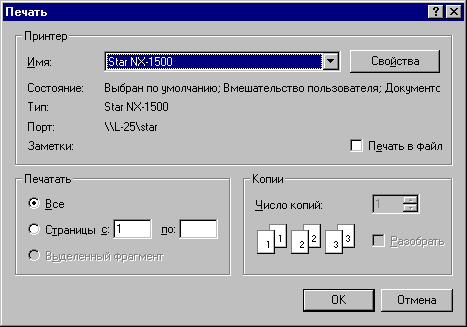 Печать
Принтер
Имя: Star NX-1500 Свойства
Состояние: Выбран по умолчанию; Вмешательство пользователя; Документс
Тип: Star NX-1500
Порт: \\L-25\star
Заметки: Печать в файл
Печатать
Все
Страницы с: 1 по:
Выделенный фрагмент
Копии
Число копий: 1
1 1 2 2 3 3
Разобрать
OK Отмена